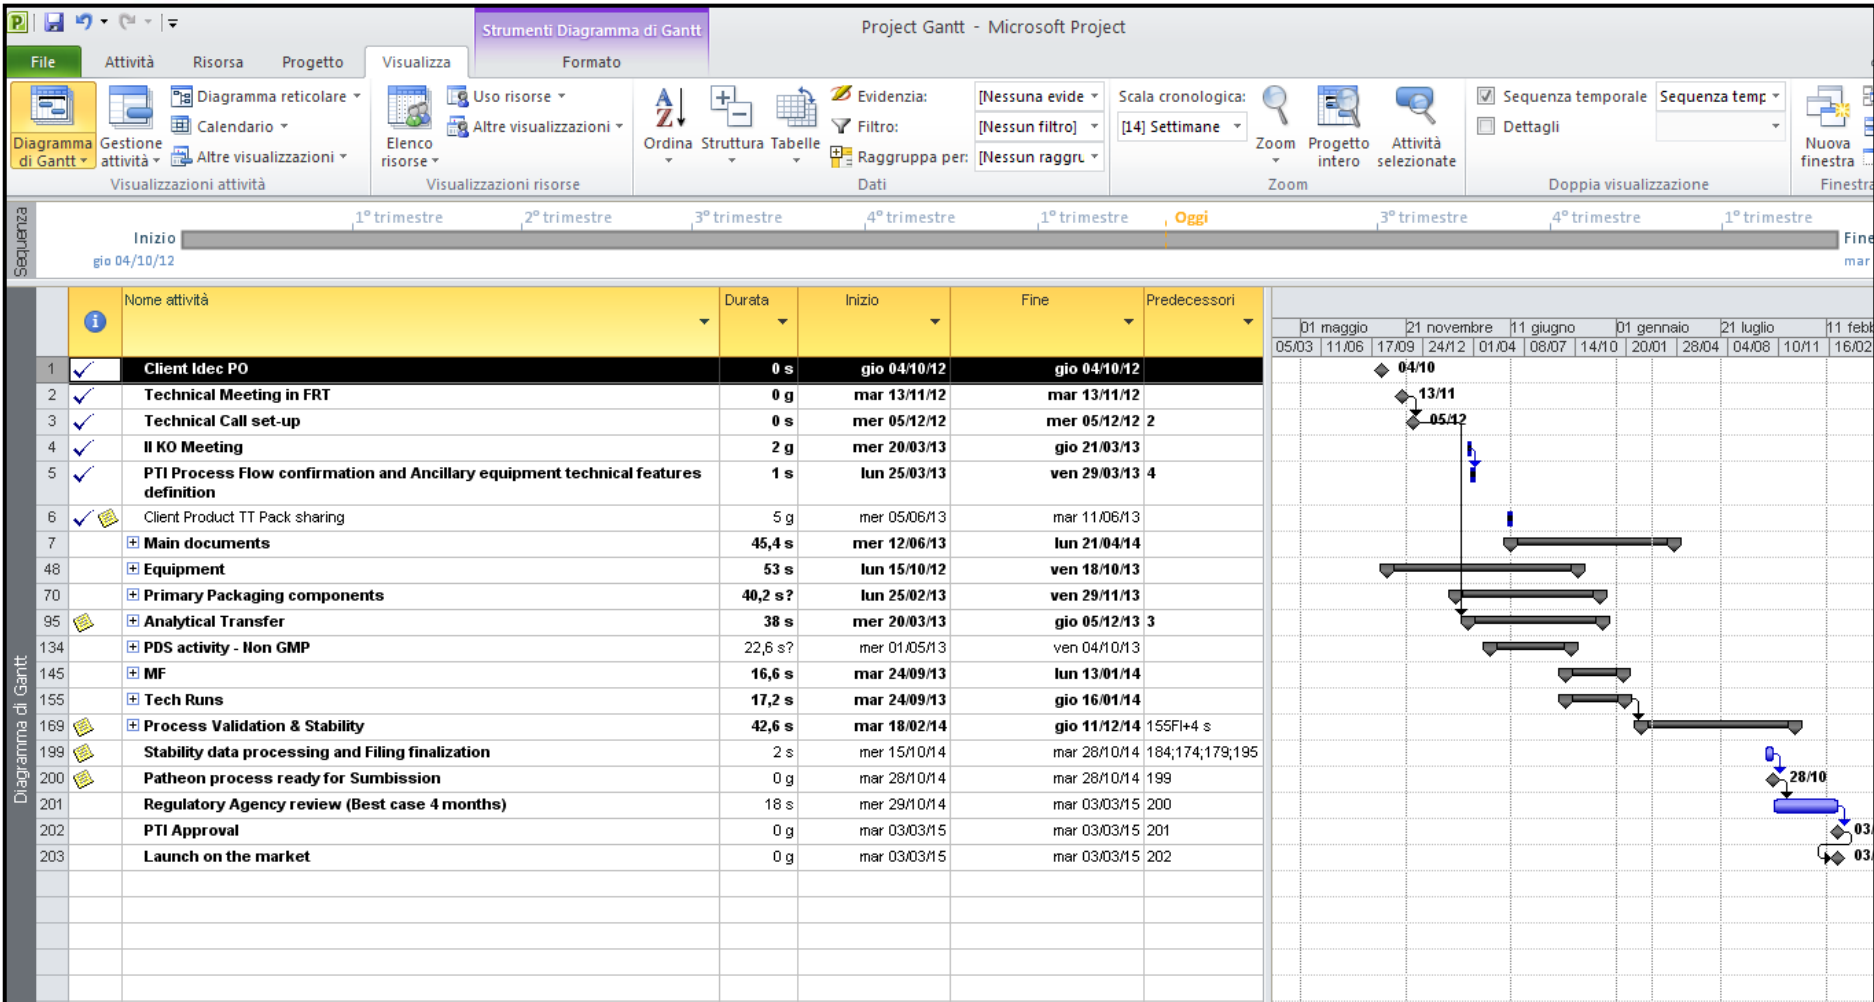 Strumenti Diagramma di Gantt
Project Gantt - Microsoft Project
File Attività Risorsa Progetto Visualizza Formato
Diagramma di Gantt
Gestione attività
Diagramma reticolare
Calendario
Altre visualizzazioni
Visualizzazioni attività
Elenco risorse
Uso risorse
Altre visualizzazioni
Visualizzazioni risorse
Ordina Struttura Tabelle
Evidenzia: [Nessuna evide
Filtro: [Nessun filtro]
Raggruppa per: [Nessun raggru
Dati
Scala cronologica:
[14] Settimane
Zoom
Progetto intero
Attività selezionate
Zoom
Sequenza temporale Sequenza temp
Dettagli
Doppia visualizzazione
Nuova finestra
Finestra
Sequenza
1° trimestre 2° trimestre 3° trimestre 4° trimestre 1° trimestre Oggi 3° trimestre 4° trimestre 1° trimestre
Inizio
gio 04/10/12
Fine
mar
Diagramma di Gantt
Nome attività Durata Inizio Fine Predecessori
01 maggio 21 novembre 11 giugno 01 gennaio 21 luglio 11 febb
05/03 11/06 17/09 24/12 01/04 08/07 14/10 20/01 28/04 04/08 10/11 16/02
1 Client Idec PO 0 s gio 04/10/12 gio 04/10/12 04/10
2 Technical Meeting in FRT 0 g mar 13/11/12 mar 13/11/12 13/11
3 Technical Call set-up 0 s mer 05/12/12 mer 05/12/12 2 05/12
4 II KO Meeting 2 g mer 20/03/13 gio 21/03/13
5 PTI Process Flow confirmation and Ancillary equipment technical features definition 1 s lun 25/03/13 ven 29/03/13 4
6 Client Product TT Pack sharing 5 g mer 05/06/13 mar 11/06/13
7 Main documents 45,4 s mer 12/06/13 lun 21/04/14
48 Equipment 53 s lun 15/10/12 ven 18/10/13
70 Primary Packaging components 40,2 s? lun 25/02/13 ven 29/11/13
95 Analytical Transfer 38 s mer 20/03/13 gio 05/12/13 3
134 PDS activity - Non GMP 22,6 s? mer 01/05/13 ven 04/10/13
145 MF 16,6 s mar 24/09/13 lun 13/01/14
155 Tech Runs 17,2 s mar 24/09/13 gio 16/01/14
169 Process Validation & Stability 42,6 s mar 18/02/14 gio 11/12/14 155FI+4 s
199 Stability data processing and Filing finalization 2 s mer 15/10/14 mar 28/10/14 184;174;179;195
200 Patheon process ready for Sumbission 0 g mar 28/10/14 mar 28/10/14 199 28/10
201 Regulatory Agency review (Best case 4 months) 18 s mer 29/10/14 mar 03/03/15 200
202 PTI Approval 0 g mar 03/03/15 mar 03/03/15 201 03/
203 Launch on the market 0 g mar 03/03/15 mar 03/03/15 202 03/